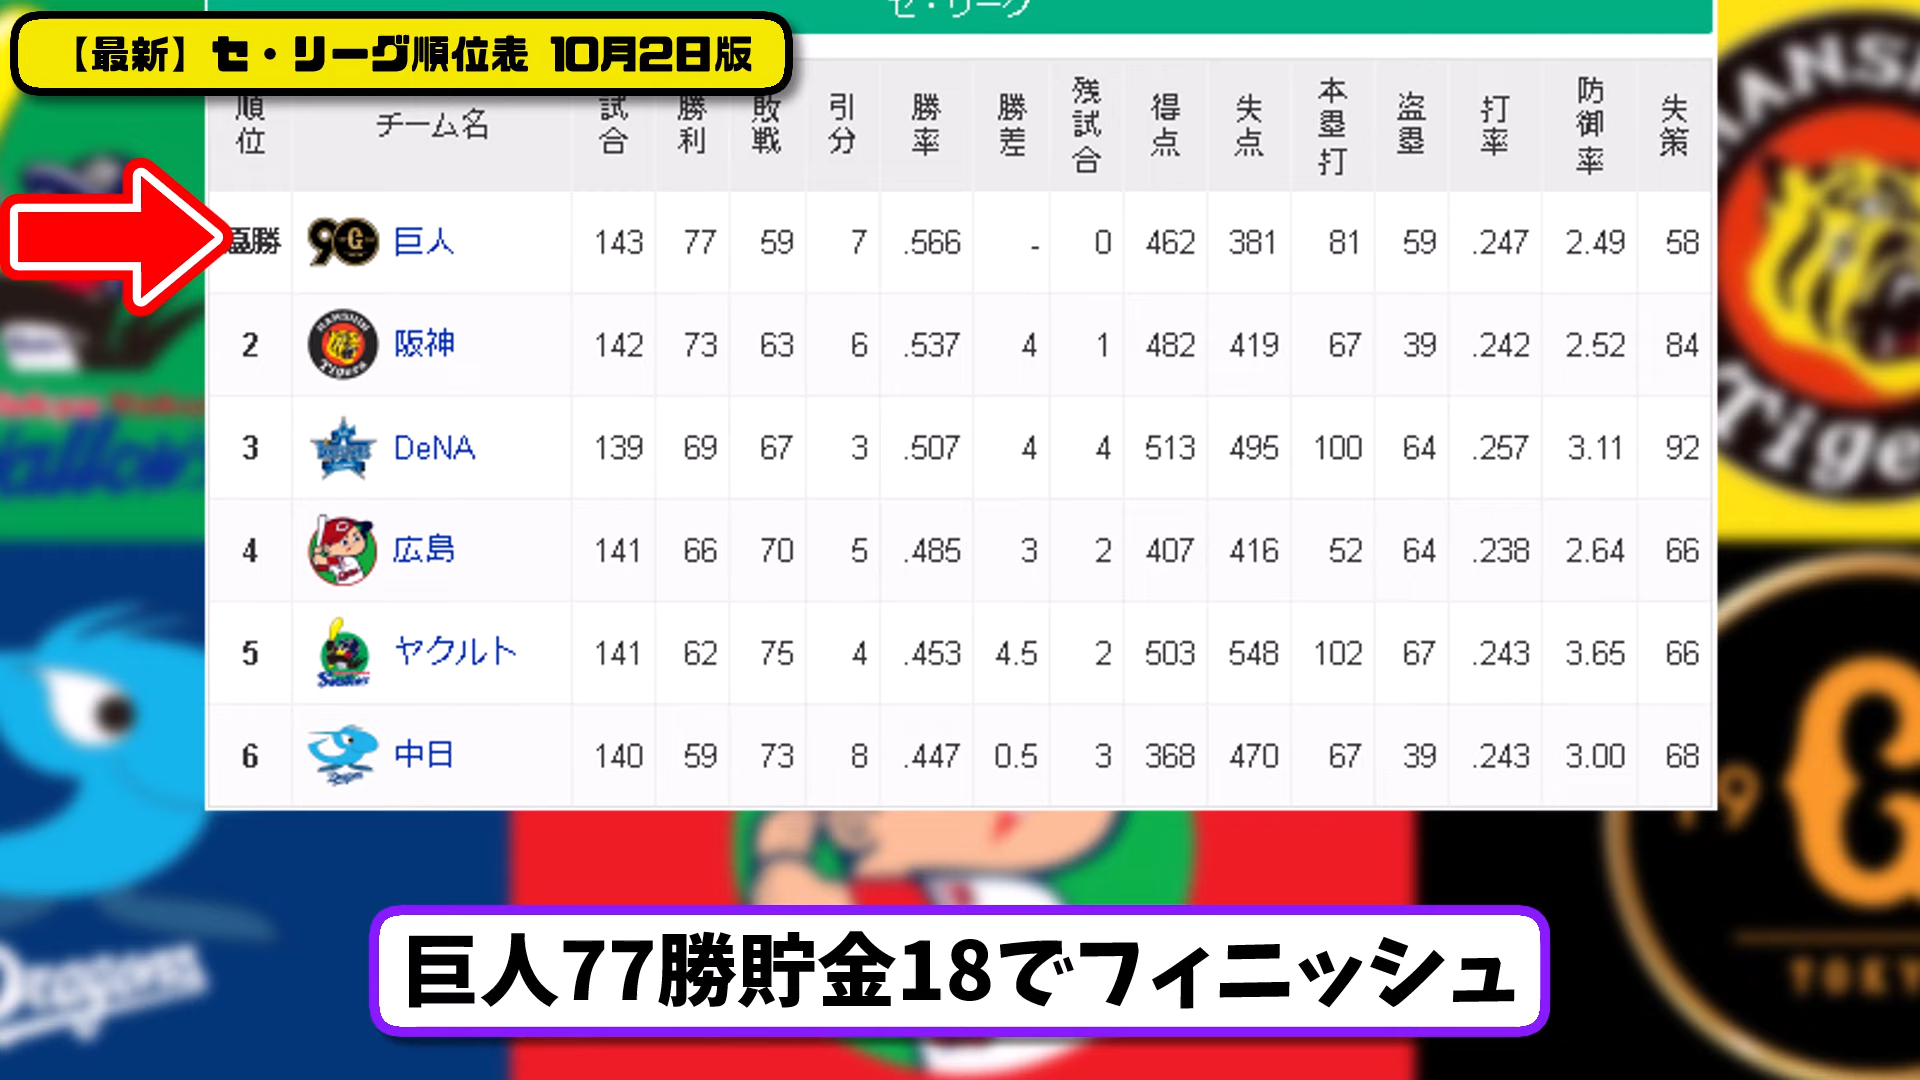 セ・リーグ
【最新】セ・リーグ順位表 10月2日版
順位 チーム名 試合 勝利 敗戦 引分 勝率 勝差 残試合 得点 失点 本塁打 盗塁 打率 防御率 失策
優勝 巨人 143 77 59 7 .566 - 0 462 381 81 59 .247 2.49 58
2 阪神 142 73 63 6 .537 4 1 482 419 67 39 .242 2.52 84
3 DeNA 139 69 67 3 .507 4 4 513 495 100 64 .257 3.11 92
4 広島 141 66 70 5 .485 3 2 407 416 52 64 .238 2.64 66
5 ヤクルト 141 62 75 4 .453 4.5 2 503 548 102 67 .243 3.65 66
6 中日 140 59 73 8 .447 0.5 3 368 470 67 39 .243 3.00 68
巨人77勝貯金18でフィニッシュ
Tigers
Dragons